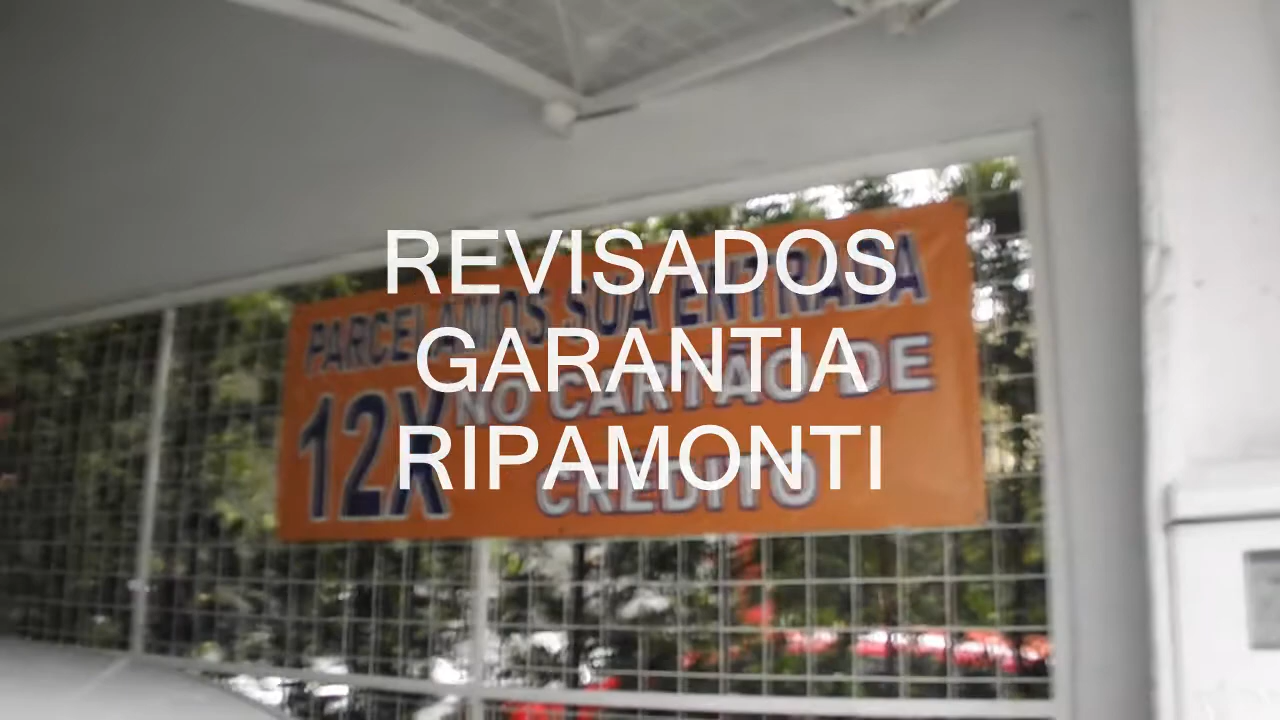 REVISADOS
GARANTIA
RIPAMONTI
PARCELAMOS SUA ENTRADA
12X NO CARTÃO DE
CRÉDITO